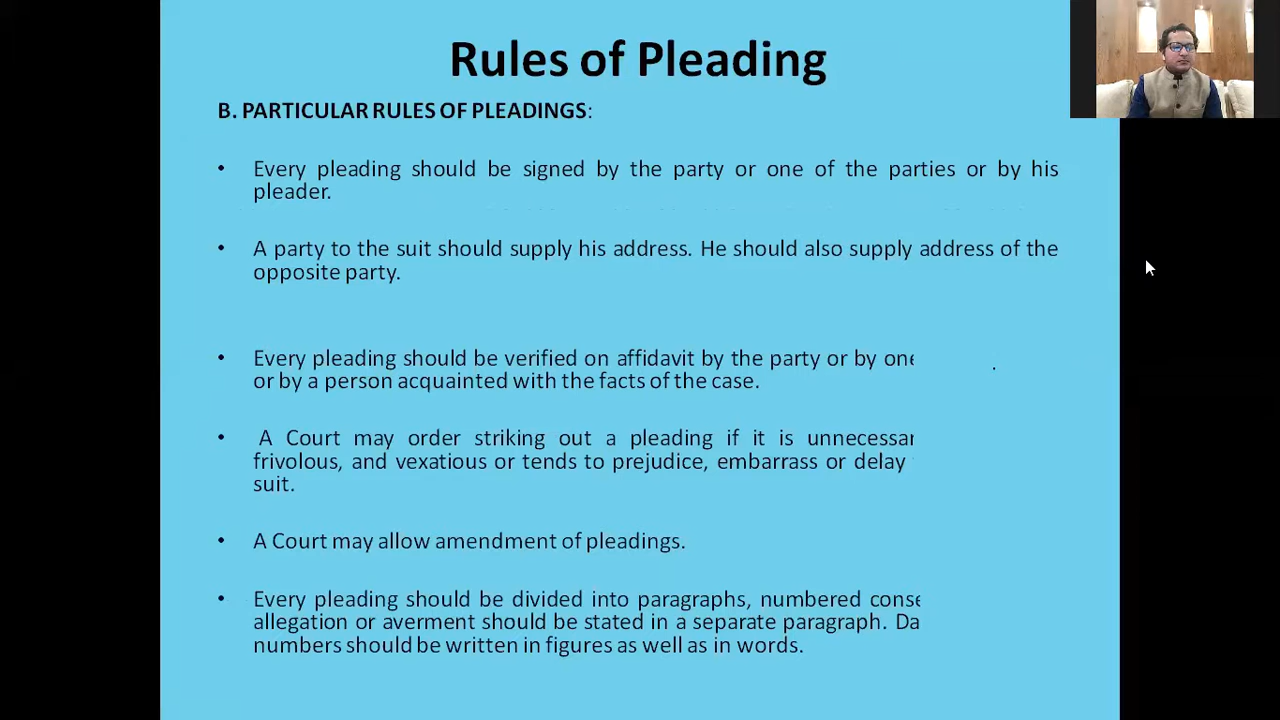 Rules of Pleading
B. PARTICULAR RULES OF PLEADINGS:
• Every pleading should be signed by the party or one of the parties or by his
pleader.
• A party to the suit should supply his address. He should also supply address of the
opposite party.
• Every pleading should be verified on affidavit by the party or by one
or by a person acquainted with the facts of the case.
• A Court may order striking out a pleading if it is
frivolous, and vexatious or tends to prejudice, embarrass or delay
suit.
• A Court may allow amendment of pleadings.
• Every pleading should be divided into paragraphs, numbered
allegation or averment should be stated in a separate paragraph.
numbers should be written in figures as well as in words.